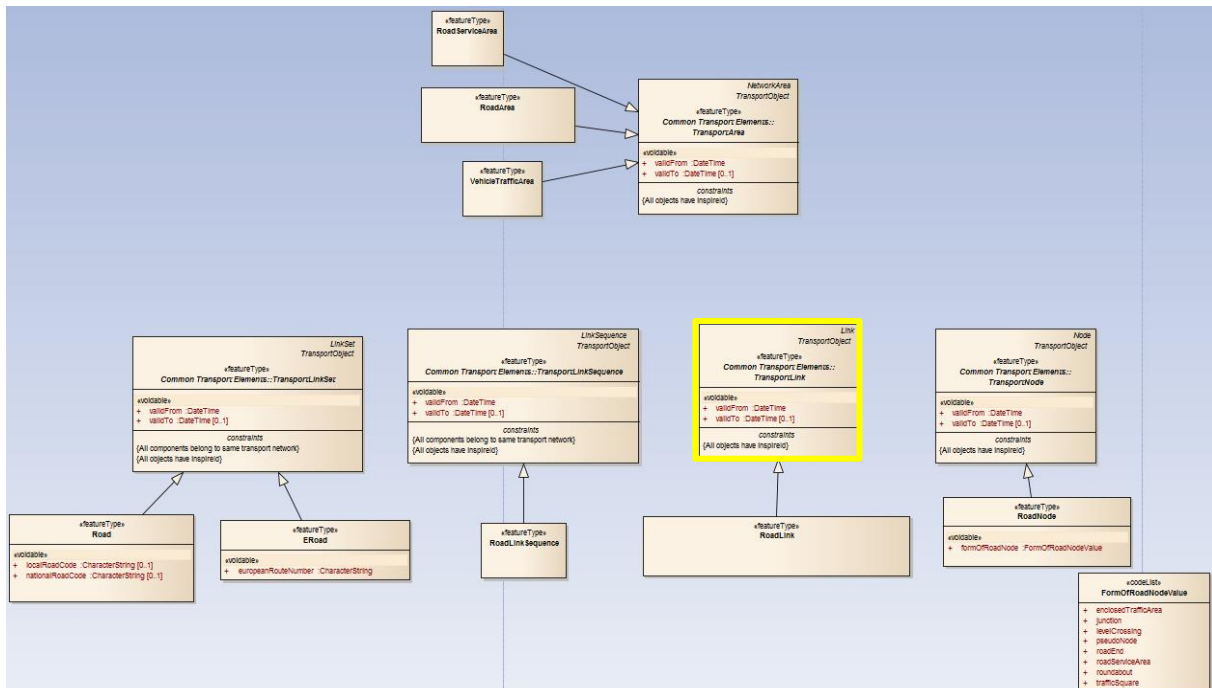 «featureType»
RoadServiceArea
«featureType»
RoadArea
«featureType»
VehicleTrafficArea
NetworkArea
TransportObject
«featureType»
Common Transport Elements::
TransportArea
«voidable»
+ validFrom :DateTime
+ validTo :DateTime [0..1]
constraints
{All objects have inspireId}
LinkSet
TransportObject
«featureType»
Common Transport Elements::TransportLinkSet
«voidable»
+ validFrom :DateTime
+ validTo :DateTime [0..1]
constraints
{All components belong to same transport network}
{All objects have inspireId}
LinkSequence
TransportObject
«featureType»
Common Transport Elements::TransportLinkSequence
«voidable»
+ validFrom :DateTime
+ validTo :DateTime [0..1]
constraints
{All components belong to same transport network}
{All objects have inspireId}
Link
TransportObject
«featureType»
Common Transport Elements::
TransportLink
«voidable»
+ validFrom :DateTime
+ validTo :DateTime [0..1]
constraints
{All objects have inspireId}
Node
TransportObject
«featureType»
Common Transport Elements::
TransportNode
«voidable»
+ validFrom :DateTime
+ validTo :DateTime [0..1]
constraints
{All objects have inspireId}
«featureType»
Road
«voidable»
+ localRoadCode :CharacterString [0..1]
+ nationalRoadCode :CharacterString [0..1]
«featureType»
ERoad
«voidable»
+ europeanRouteNumber :CharacterString
«featureType»
RoadLinkSequence
«featureType»
RoadLink
«featureType»
RoadNode
«voidable»
+ formOfRoadNode :FormOfRoadNodeValue
«codeList»
FormOfRoadNodeValue
+ enclosedTrafficArea
+ junction
+ levelCrossing
+ pseudoNode
+ roadEnd
+ roadServiceArea
+ roundabout
+ trafficSquare